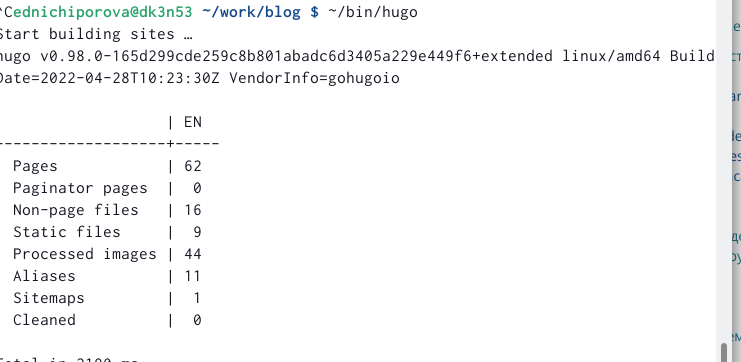 ^Cednichiporova@dk3n53 ~/work/blog $ ~/bin/hugo
Start building sites …
hugo v0.98.0-165d299cde259c8b801abadc6d3405a229e449f6+extended linux/amd64 Build
Date=2022-04-28T10:23:30Z VendorInfo=gohugoio
| EN
-------------------+-----
Pages | 62
Paginator pages | 0
Non-page files | 16
Static files | 9
Processed images | 44
Aliases | 11
Sitemaps | 1
Cleaned | 0